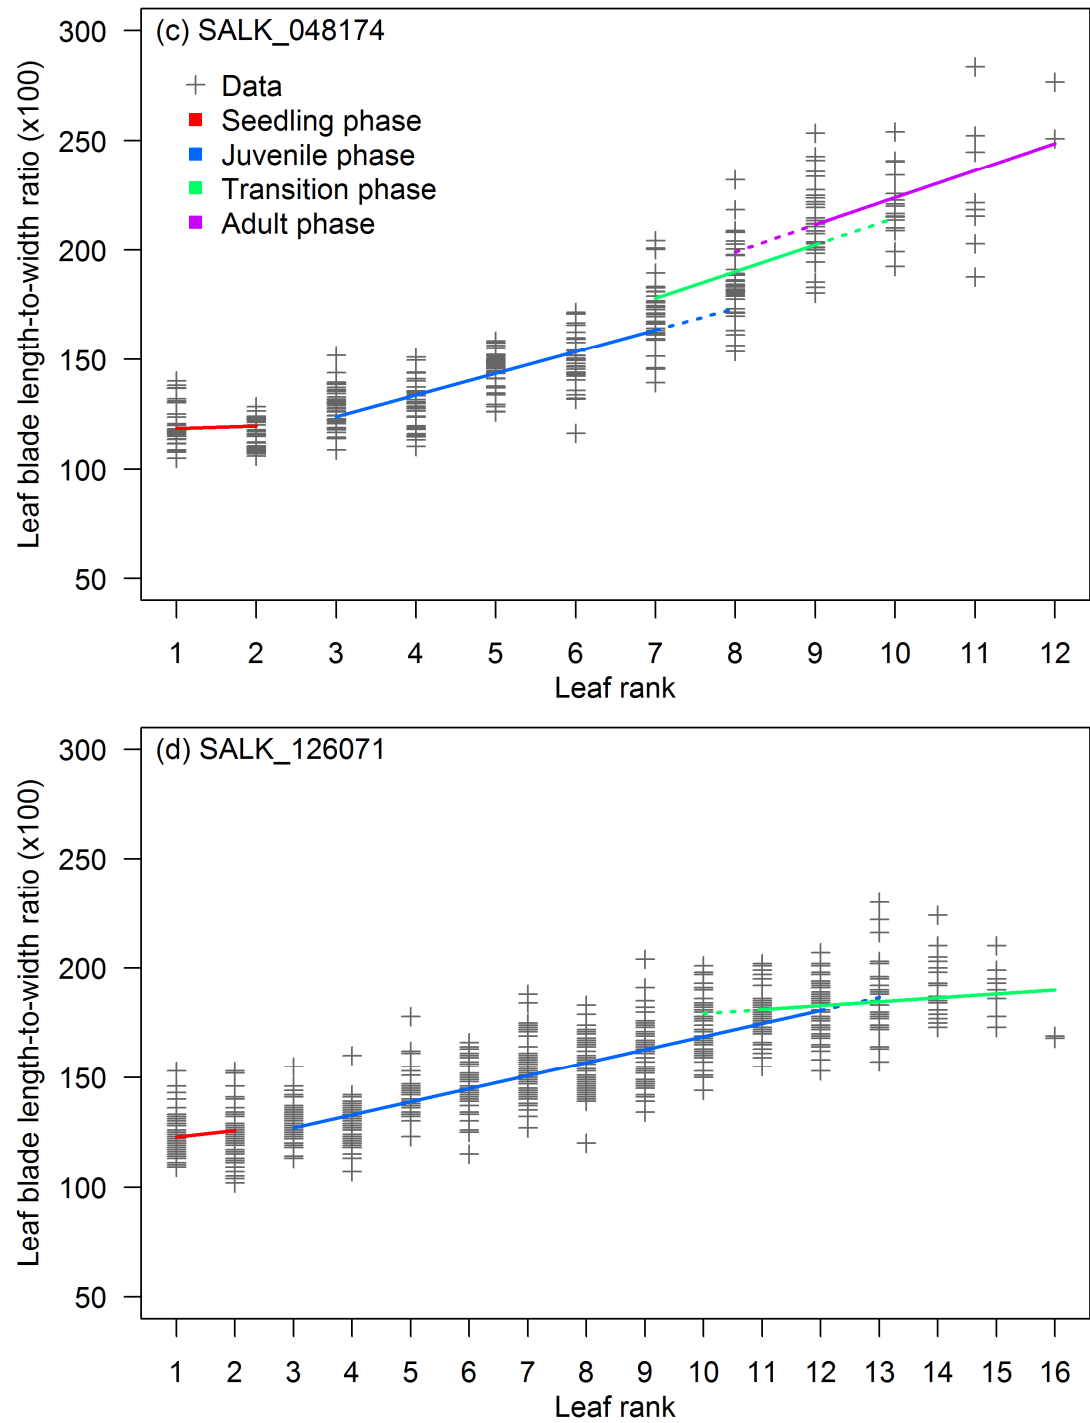 (c) SALK_048174
Data
Seedling phase
Juvenile phase
Transition phase
Adult phase
Leaf blade length-to-width ratio (x100)
300
250
200
150
100
50
1 2 3 4 5 6 7 8 9 10 11 12
Leaf rank
(d) SALK_126071
Leaf blade length-to-width ratio (x100)
300
250
200
150
100
50
1 2 3 4 5 6 7 8 9 10 11 12 13 14 15 16
Leaf rank